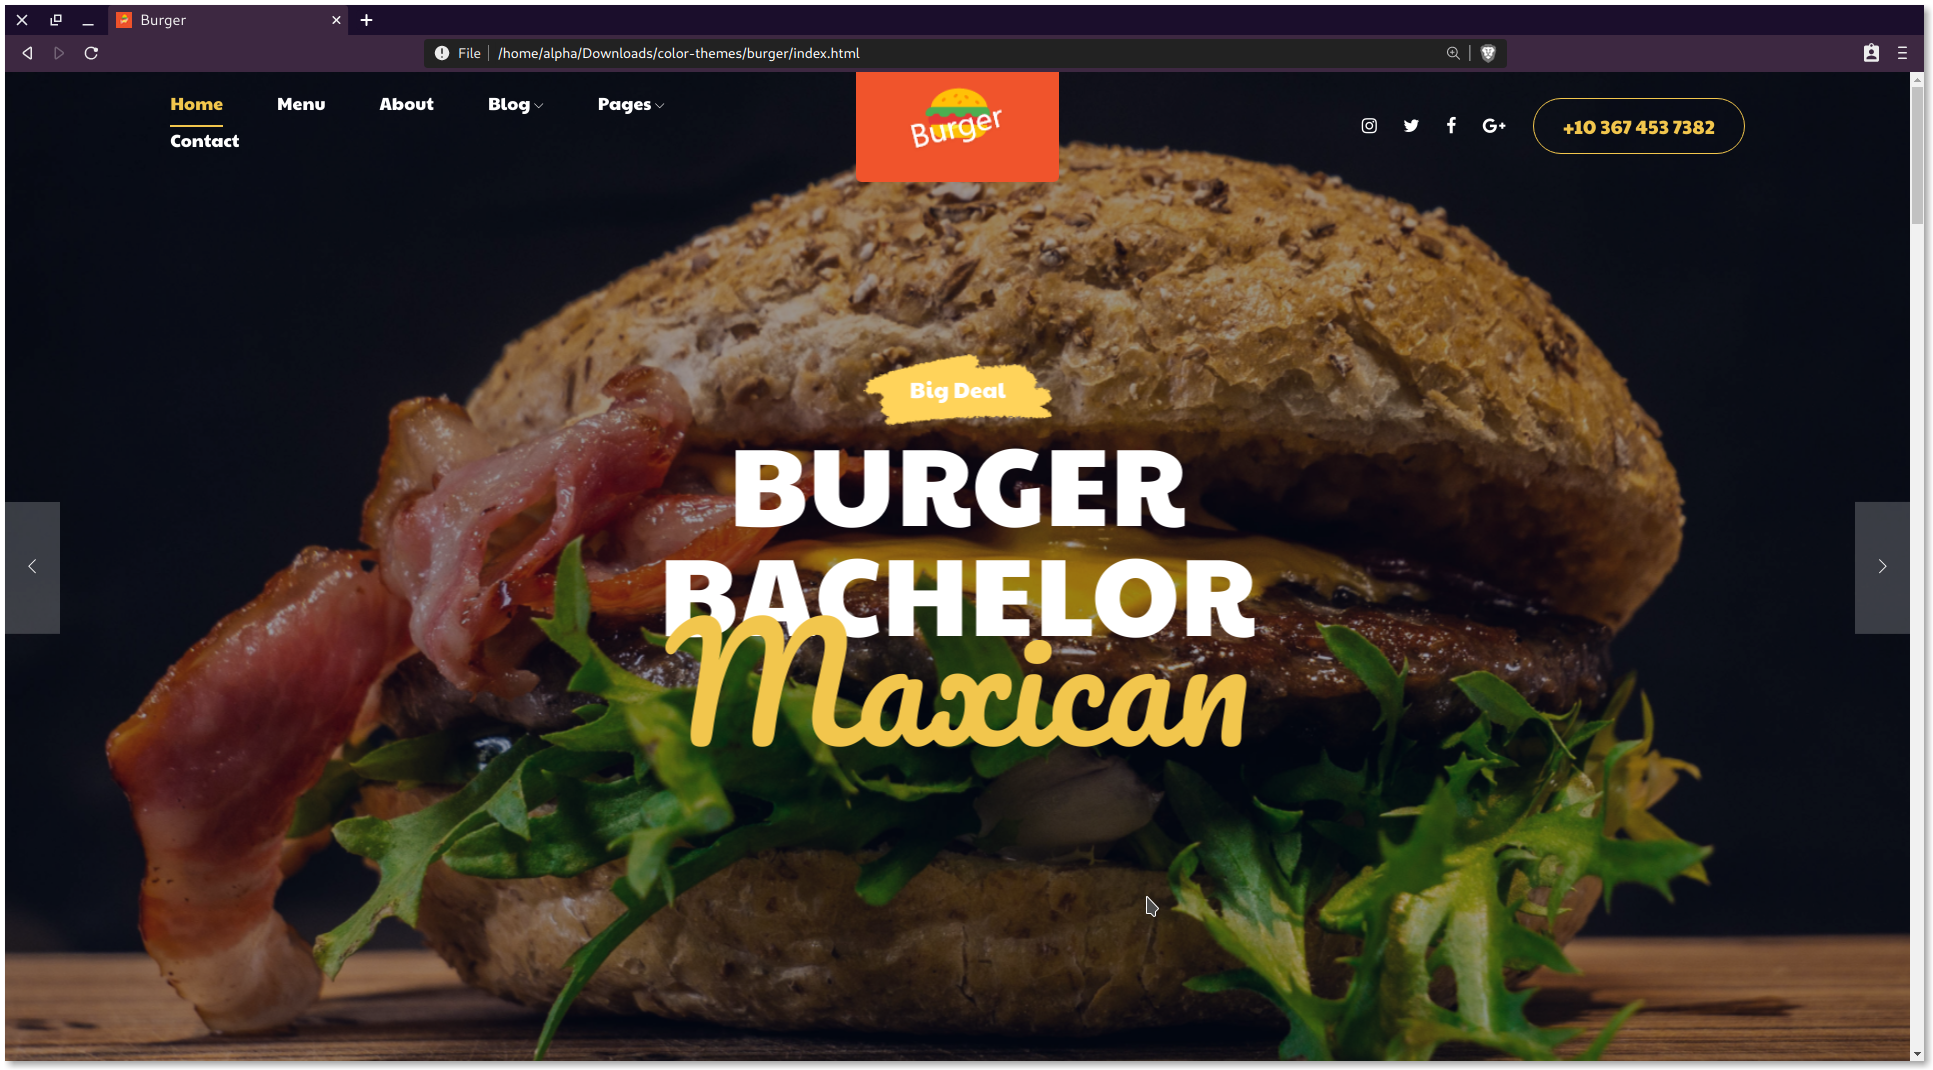 Burger
File /home/alpha/Downloads/color-themes/burger/index.html
Home Menu About Blog Pages
Contact
Burger
G+
+10 367 453 7382
Big Deal
BURGER
BACHELOR
Maxican